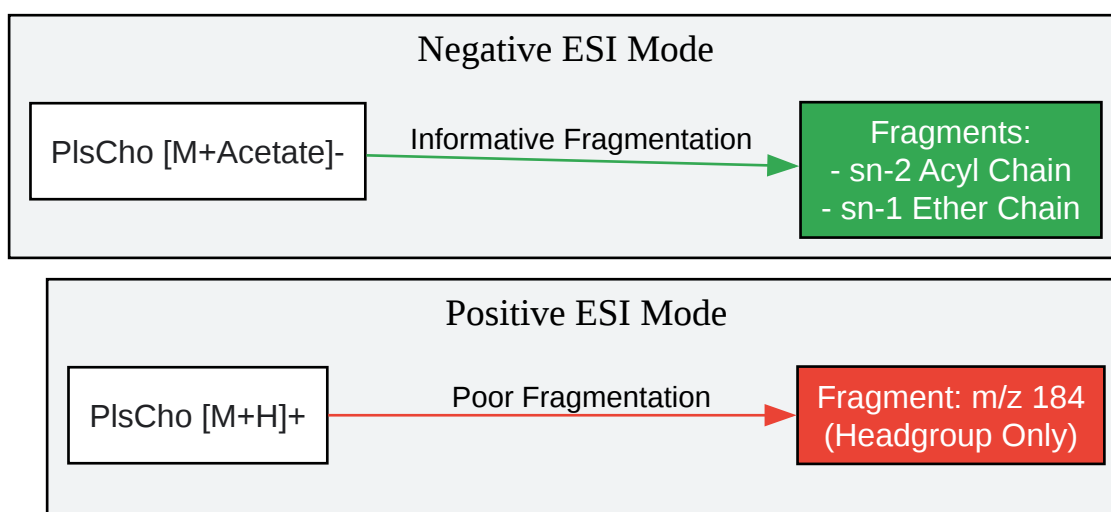 Negative ESI Mode
PlsCho [M+Acetate]-
Informative Fragmentation
Fragments:
- sn-2 Acyl Chain
- sn-1 Ether Chain
Positive ESI Mode
PlsCho [M+H]+
Poor Fragmentation
Fragment: m/z 184
(Headgroup Only)